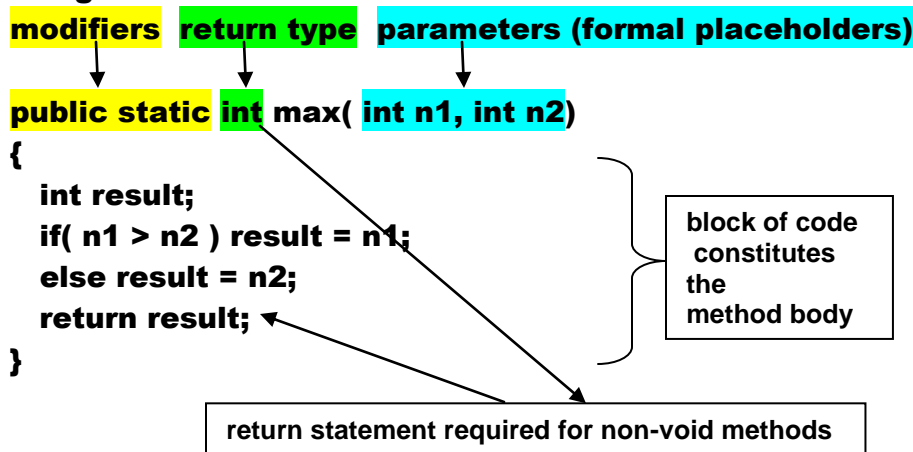 modifiers return type parameters (formal placeholders)
public static int max( int n1, int n2)
{
int result;
if( n1 > n2 ) result = n1;
else result = n2;
return result;
}
block of code
constitutes
the
method body
return statement required for non-void methods